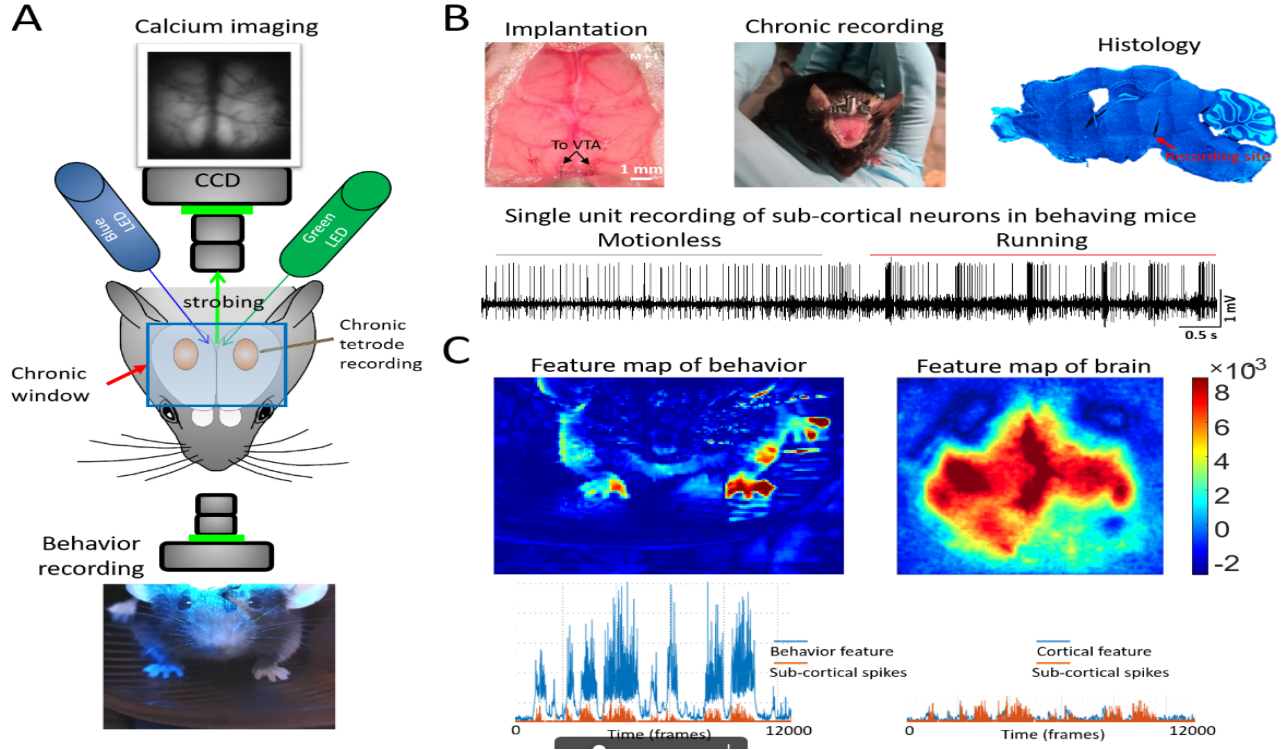 A
Calcium imaging
CCD
Blue
LED
Green
LED
strobing
Chronic
tetrode
recording
Chronic
window
Behavior
recording
B
Implantation
A
M + L
P
To VTA
1 mm
Chronic recording
Histology
Recording site
Single unit recording of sub-cortical neurons in behaving mice
Motionless
Running
1 mV
0.5 s
C
Feature map of behavior
Feature map of brain
×10³
8
6
4
2
0
-2
Behavior feature
Sub-cortical spikes
0
Time (frames)
12000
Cortical feature
Sub-cortical spikes
0
Time (frames)
12000